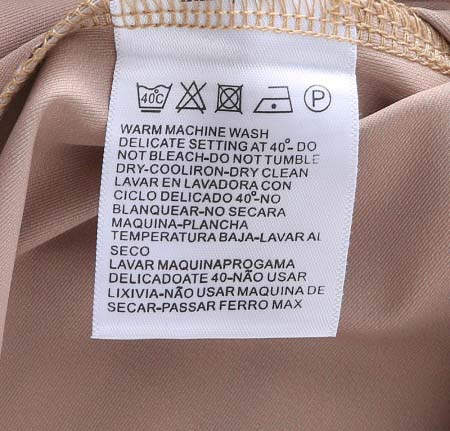 40C P
WARM MACHINE WASH
DELICATE SETTING AT 40°-DO
NOT BLEACH-DO NOT TUMBLE
DRY-COOLIRON-DRY CLEAN
LAVAR EN LAVADORA CON
CICLO DELICADO 40°-NO
BLANQUEAR-NO SECARA
MAQUINA-PLANCHA
TEMPERATURA BAJA-LAVAR AL
SECO
LAVAR MAQUINAPROGAMA
DELICADOATE 40-NÃO USAR
LIXIVIA-NÃO USAR MAQUINA DE
SECAR-PASSAR FERRO MAX